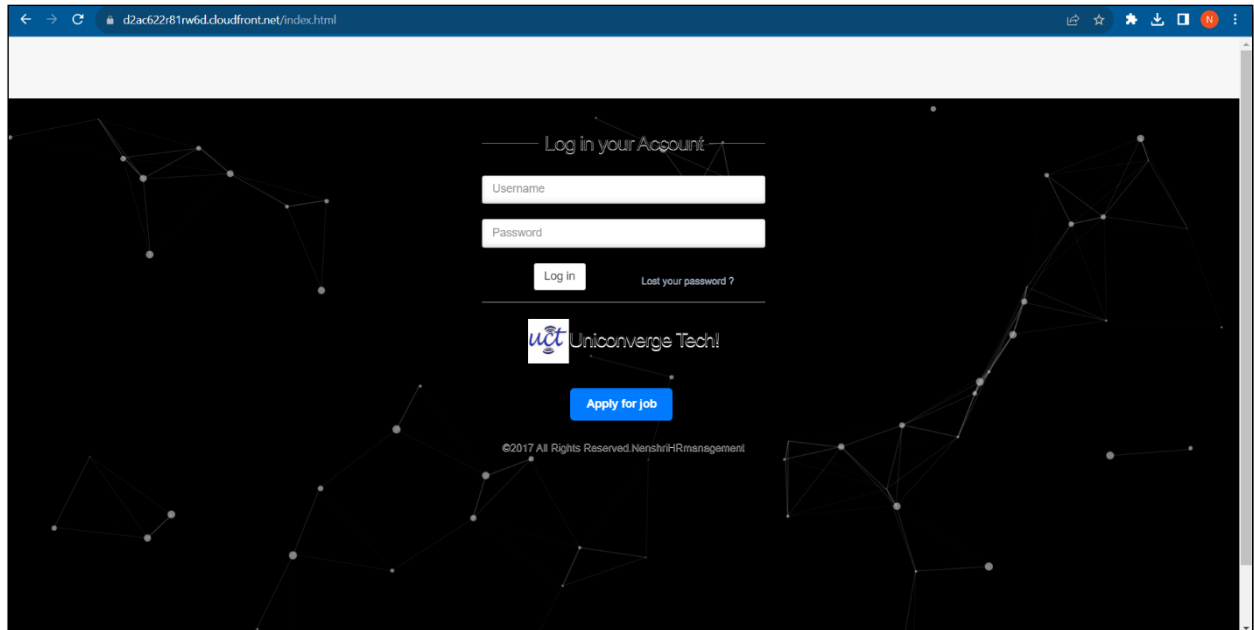 d2ac622r81rw6d.cloudfront.net/index.html
N
Log in your Account
Username
Password
Log in Lost your password ?
uct Uniconverge Tech!
Apply for job
©2017 All Rights Reserved.NenshriHRmanagement